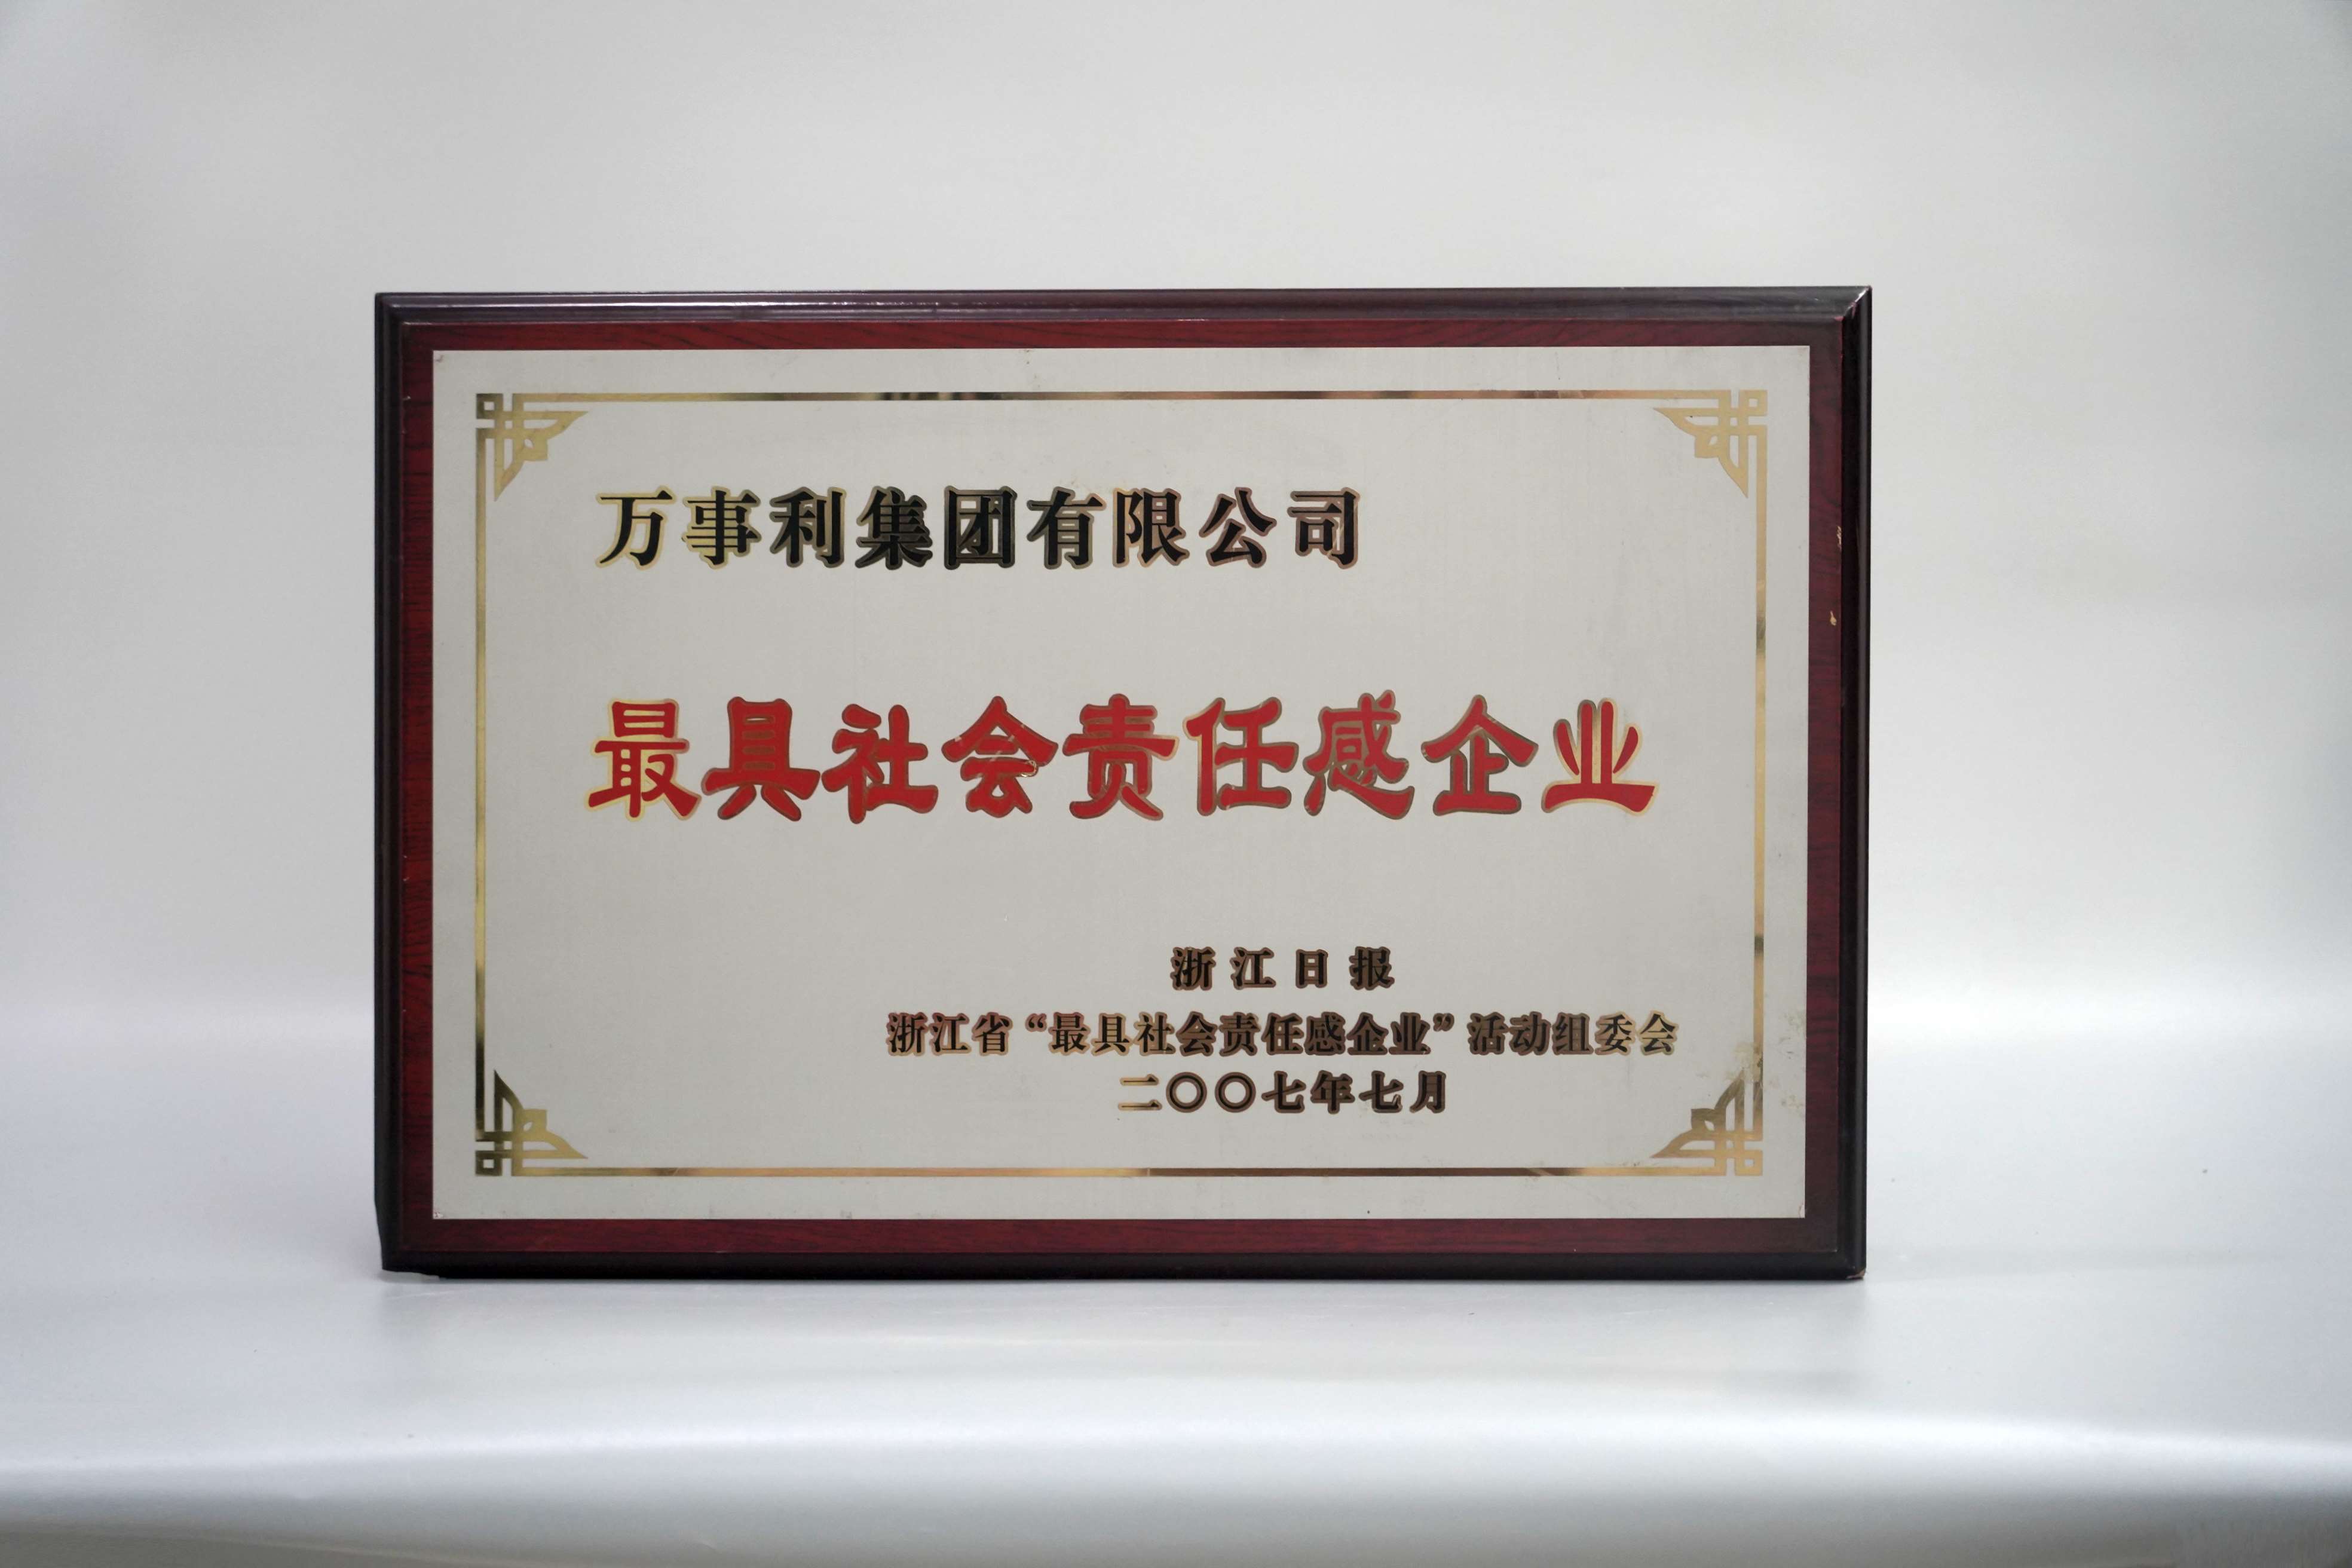 万事利集团有限公司
最具社会责任感企业
浙江日报
浙江省“最具社会责任感企业”活动组委会
二〇〇七年七月